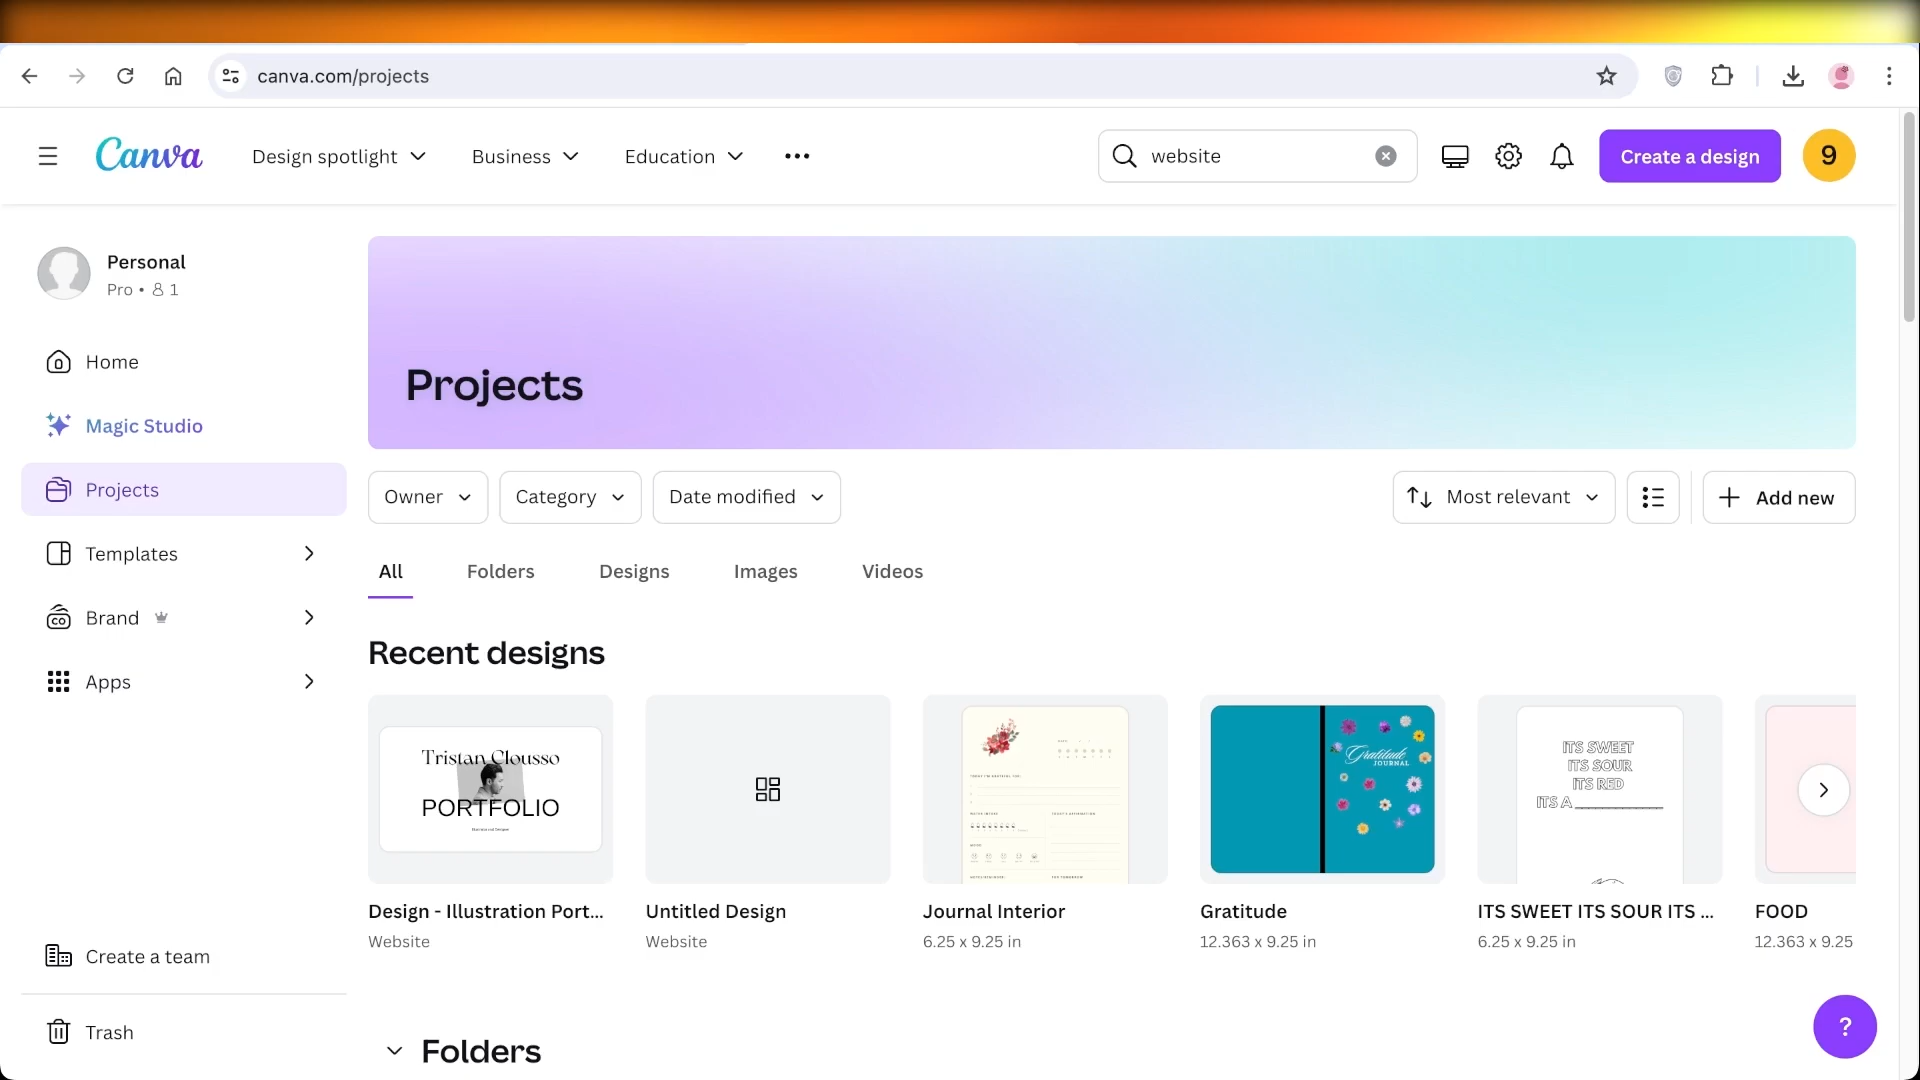 canva.com/projects
Canva
Design spotlight
Business
Education
website
Create a design
9
Personal
Pro • 1
Home
Magic Studio
Projects
Templates
Brand
Apps
Create a team
Trash
Projects
Owner
Category
Date modified
Most relevant
Add new
All
Folders
Designs
Images
Videos
Recent designs
Tristan Clousso
PORTFOLIO
Gratitude
JOURNAL
ITS SWEET
ITS SOUR
ITS RED
ITS A
Design - Illustration Port...
Website
Untitled Design
Website
Journal Interior
6.25 x 9.25 in
Gratitude
12.363 x 9.25 in
ITS SWEET ITS SOUR ITS ...
6.25 x 9.25 in
FOOD
12.363 x 9.25
Folders
?